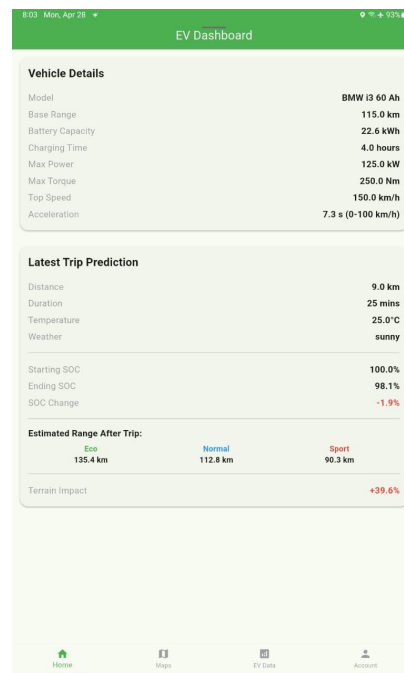 8:03 Mon, Apr 28 93%
EV Dashboard
Vehicle Details
Model BMW i3 60 Ah
Base Range 115.0 km
Battery Capacity 22.6 kWh
Charging Time 4.0 hours
Max Power 125.0 kW
Max Torque 250.0 Nm
Top Speed 150.0 km/h
Acceleration 7.3 s (0-100 km/h)
Latest Trip Prediction
Distance 9.0 km
Duration 25 mins
Temperature 25.0°C
Weather sunny
Starting SOC 100.0%
Ending SOC 98.1%
SOC Change -1.9%
Estimated Range After Trip:
Eco Normal Sport
135.4 km 112.8 km 90.3 km
Terrain Impact +39.6%
Home Maps EV Data Account